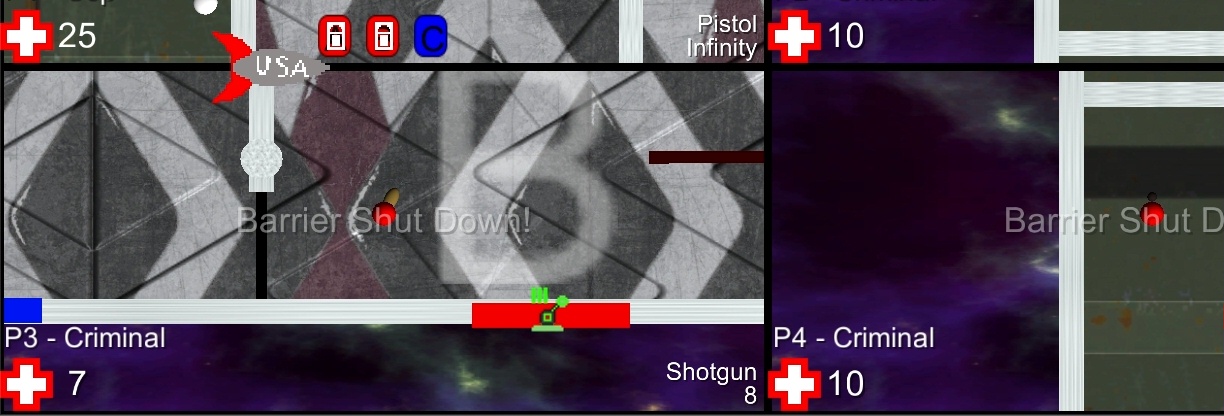 25
C
Pistol
Infinity
10
USA
B
Barrier Shut Down!
Barrier Shut D
P3 - Criminal
7
Shotgun
8
P4 - Criminal
10